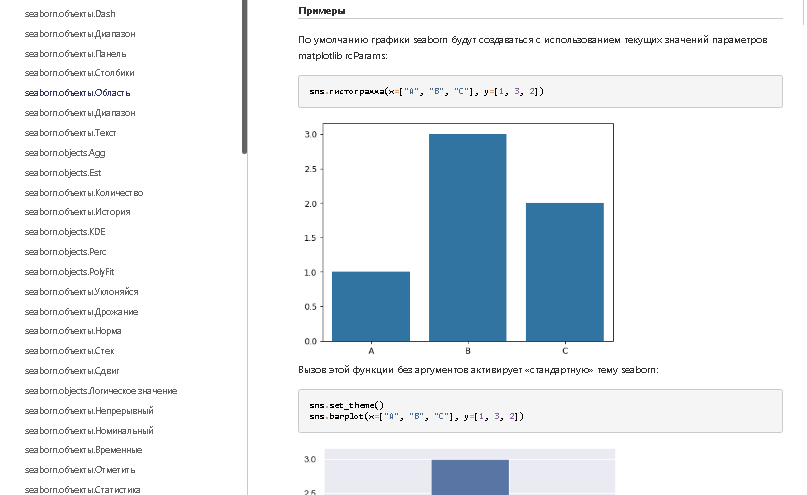 seaborn.objекты.Dash
seaborn.объекты.Диапазон
seaborn.объекты.Панель
seaborn.объекты.Столбики
seaborn.объекты.Область
seaborn.объекты.Диапазон
seaborn.объекты.Текст
seaborn.objects.Agg
seaborn.objects.Est
seaborn.объекты.Количество
seaborn.объекты.История
seaborn.objects.KDE
seaborn.objects.Perc
seaborn.objects.PolyFit
seaborn.объекты.Уклоняйся
seaborn.объекты.Дрожание
seaborn.объекты.Норма
seaborn.объекты.Стек
seaborn.объекты.Сдвиг
seaborn.objects.Логическое значение
seaborn.объекты.Непрерывный
seaborn.объекты.Номинальный
seaborn.объекты.Временные
seaborn.объекты.Отметить
seaborn.объекты.Статистика
Примеры
По умолчанию графики seaborn будут создаваться с использованием текущих значений параметров
matplotlib rcParams:
sns.гистограмма(x=["A", "B", "C"], y=[1, 3, 2])
3.0
2.5
2.0
1.5
1.0
0.5
0.0
A B C
Вызов этой функции без аргументов активирует «стандартную» тему seaborn:
sns.set_theme()
sns.barplot(x=["A", "B", "C"], y=[1, 3, 2])
3.0
2.5